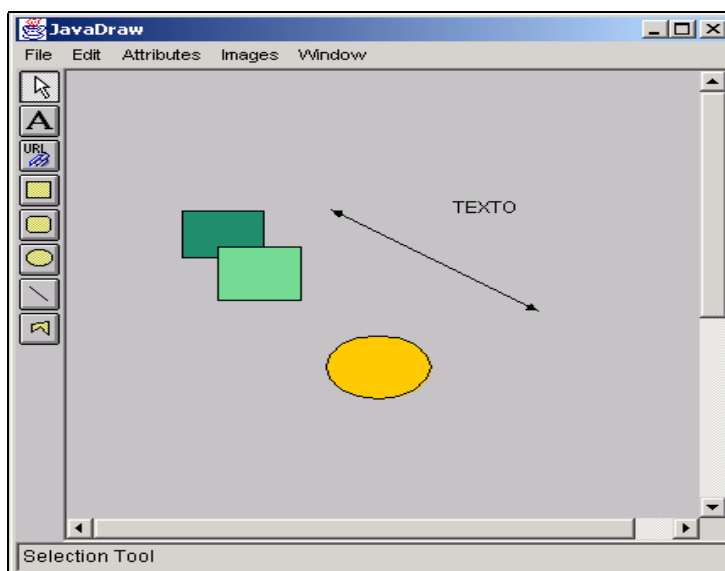 JavaDraw
File Edit Attributes Images Window
A
URL
TEXTO
Selection Tool